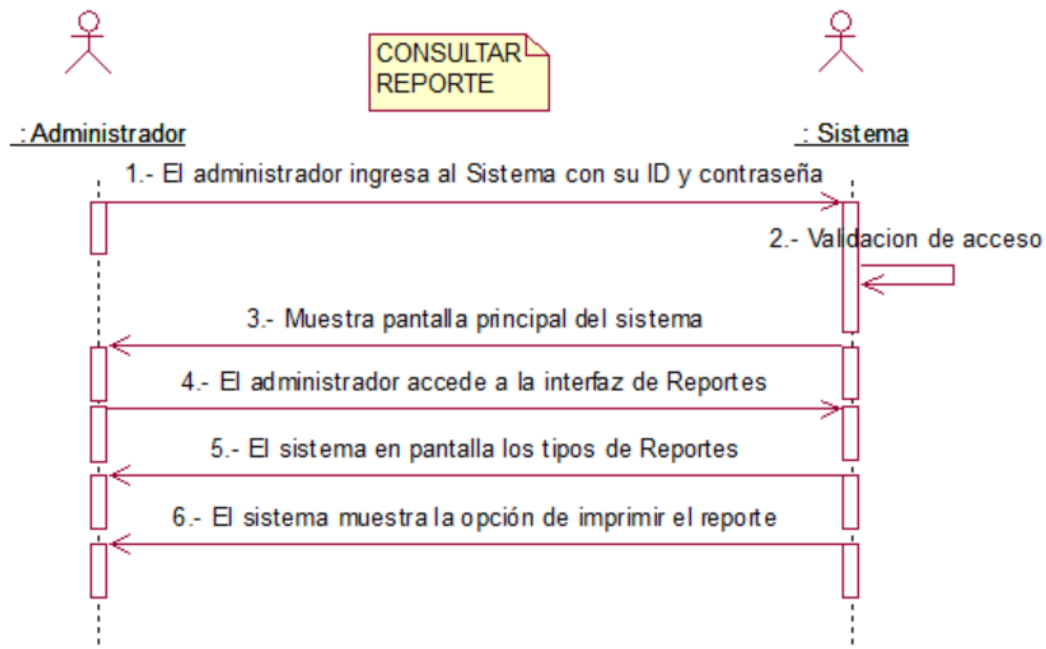 CONSULTAR
REPORTE
: Administrador
: Sistema
1.- El administrador ingresa al Sistema con su ID y contraseña
2.- Validacion de acceso
3.- Muestra pantalla principal del sistema
4.- El administrador accede a la interfaz de Reportes
5.- El sistema en pantalla los tipos de Reportes
6.- El sistema muestra la opción de imprimir el reporte